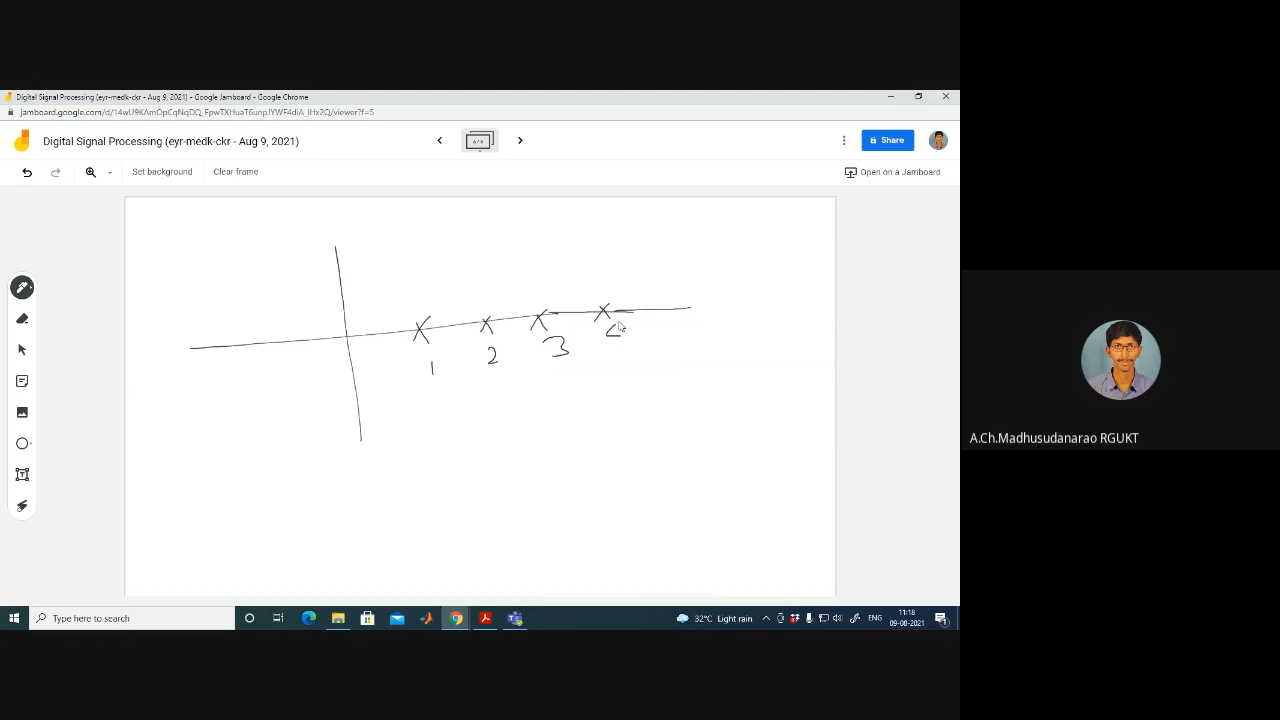 Digital Signal Processing (eyr-medk-ckr - Aug 9, 2021) - Google Jamboard - Google Chrome
Digital Signal Processing (eyr-medk-ckr - Aug 9, 2021)
6 / 6
Share
Set background
Clear frame
Open on a Jamboard
1
2
3
A.Ch.Madhusudanarao RGUKT
Type here to search
32°C Light rain
ENG
11:18
09-08-2021